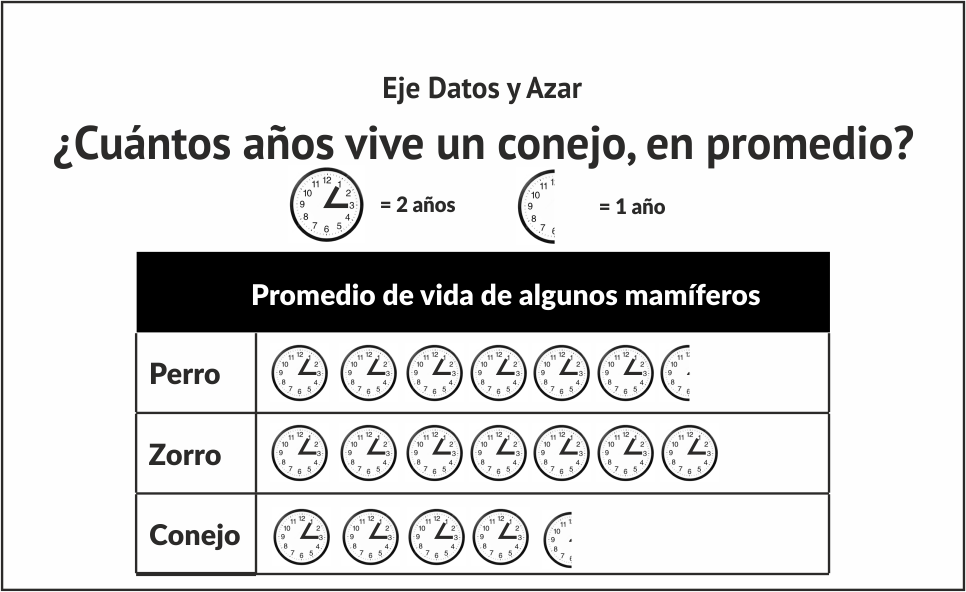 Eje Datos y Azar
¿Cuántos años vive un conejo, en promedio?
= 2 años
= 1 año
Promedio de vida de algunos mamíferos
Perro
Zorro
Conejo